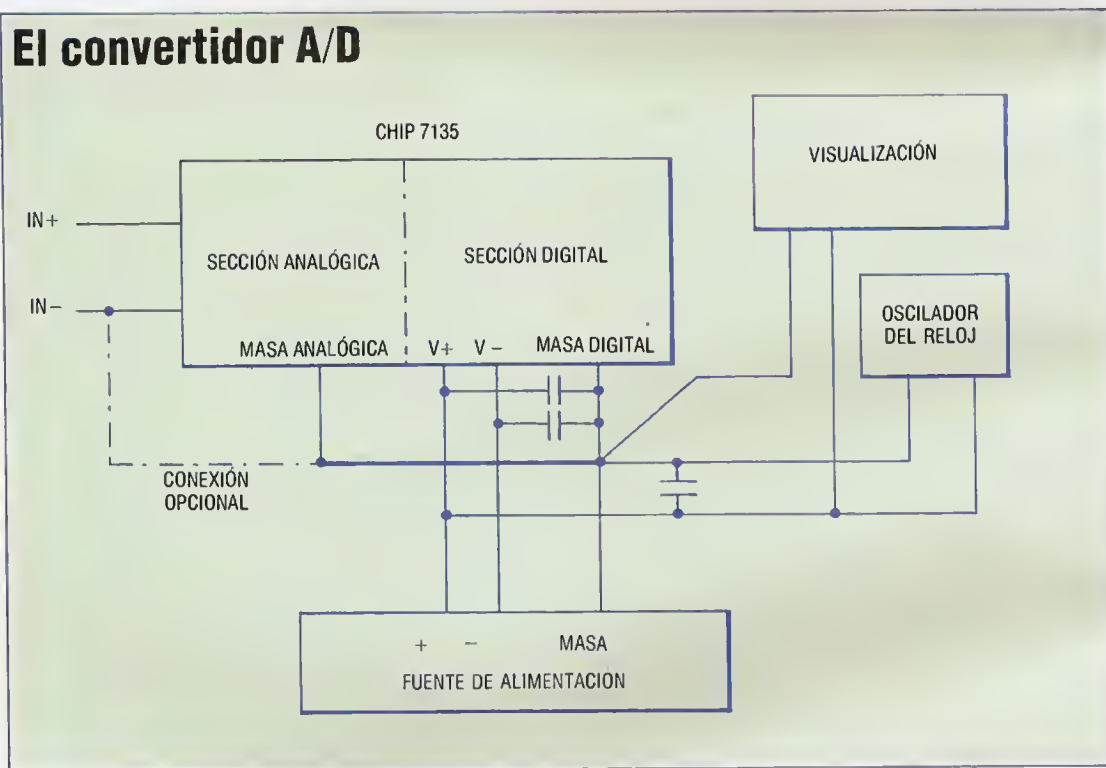 El convertidor A/D
CHIP 7135
VISUALIZACIÓN
IN+
SECCIÓN ANALÓGICA
SECCIÓN DIGITAL
IN−
OSCILADOR
DEL RELOJ
MASA ANALÓGICA
V+
V−
MASA DIGITAL
CONEXIÓN
OPCIONAL
+
−
MASA
FUENTE DE ALIMENTACIÓN